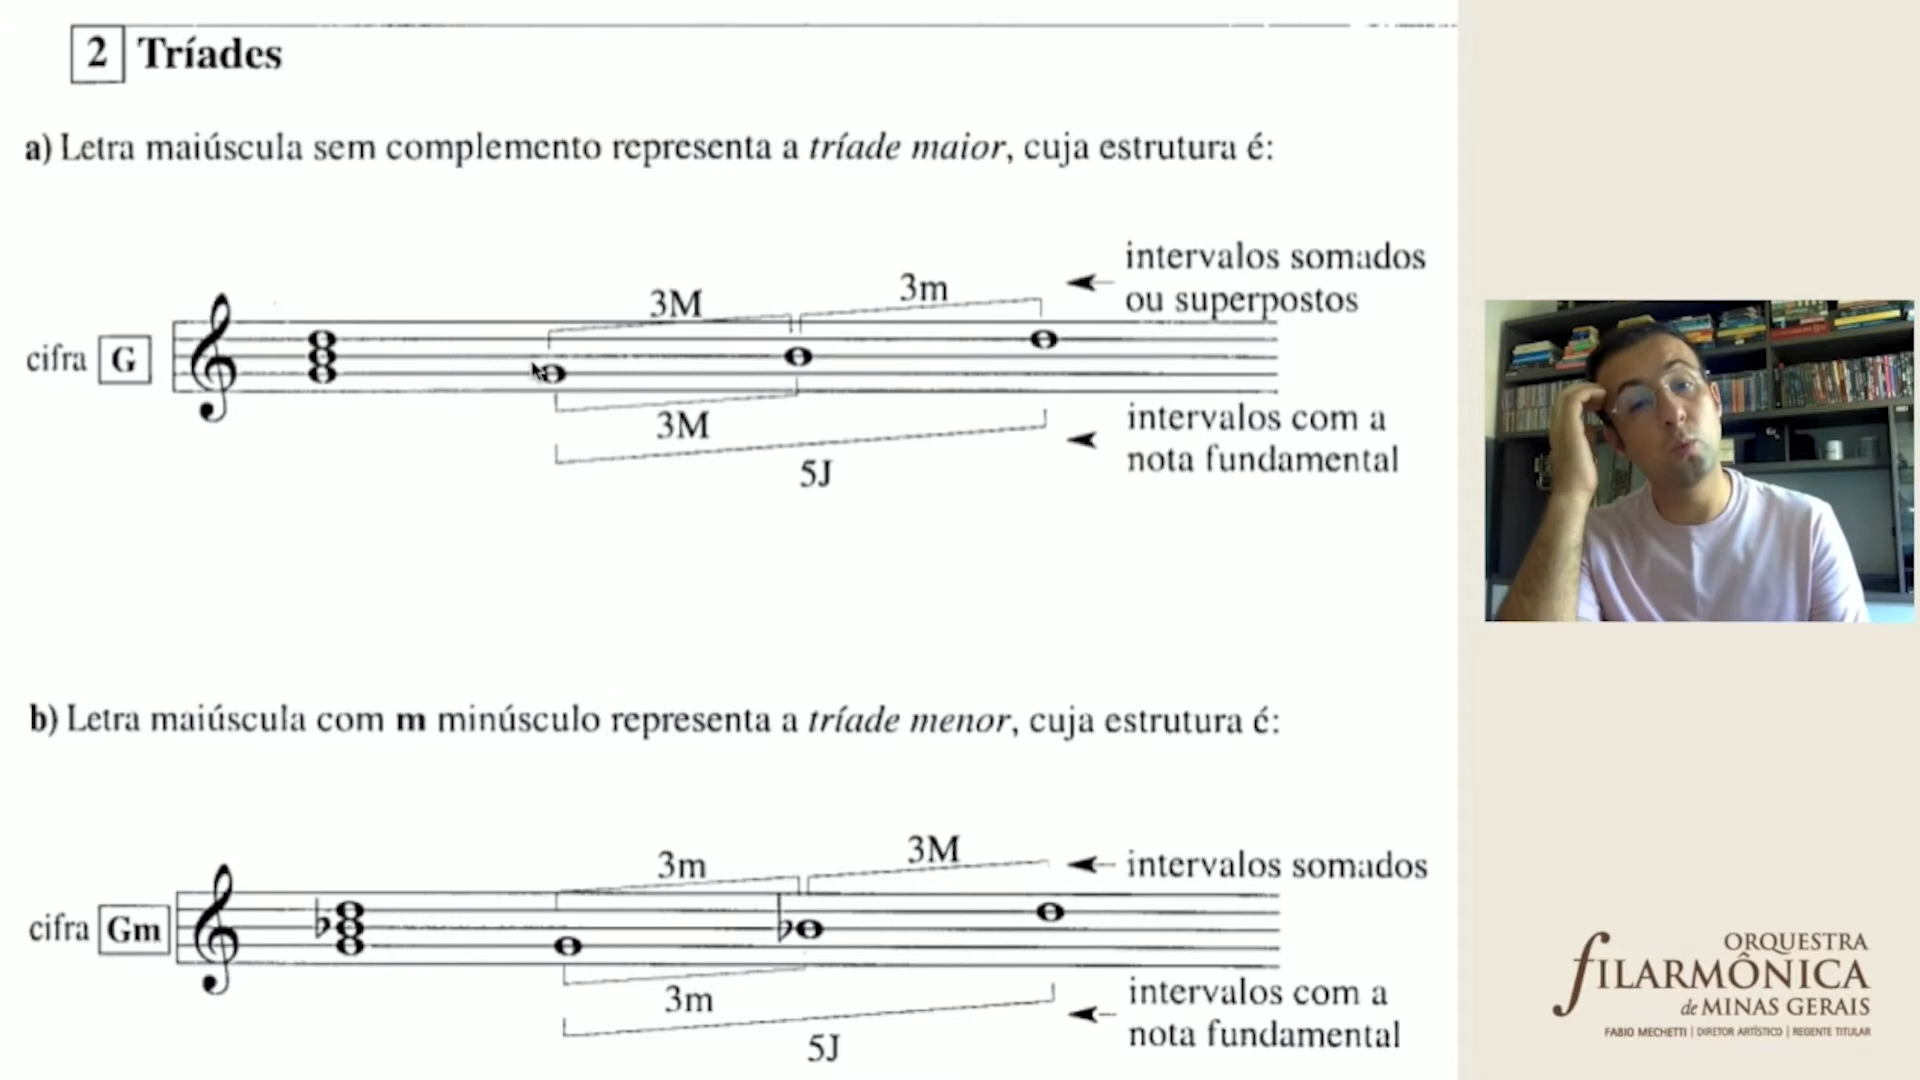 2 Tríades
a) Letra maiúscula sem complemento representa a tríade maior, cuja estrutura é:
intervalos somados
ou superpostos
3M 3m
cifra G
3M
5J
intervalos com a
nota fundamental
b) Letra maiúscula com m minúsculo representa a tríade menor, cuja estrutura é:
3m 3M
intervalos somados
cifra Gm
3m
5J
intervalos com a
nota fundamental
ORQUESTRA
FILARMÔNICA
de MINAS GERAIS
FABIO MECHETTI | DIRETOR ARTÍSTICO | REGENTE TITULAR